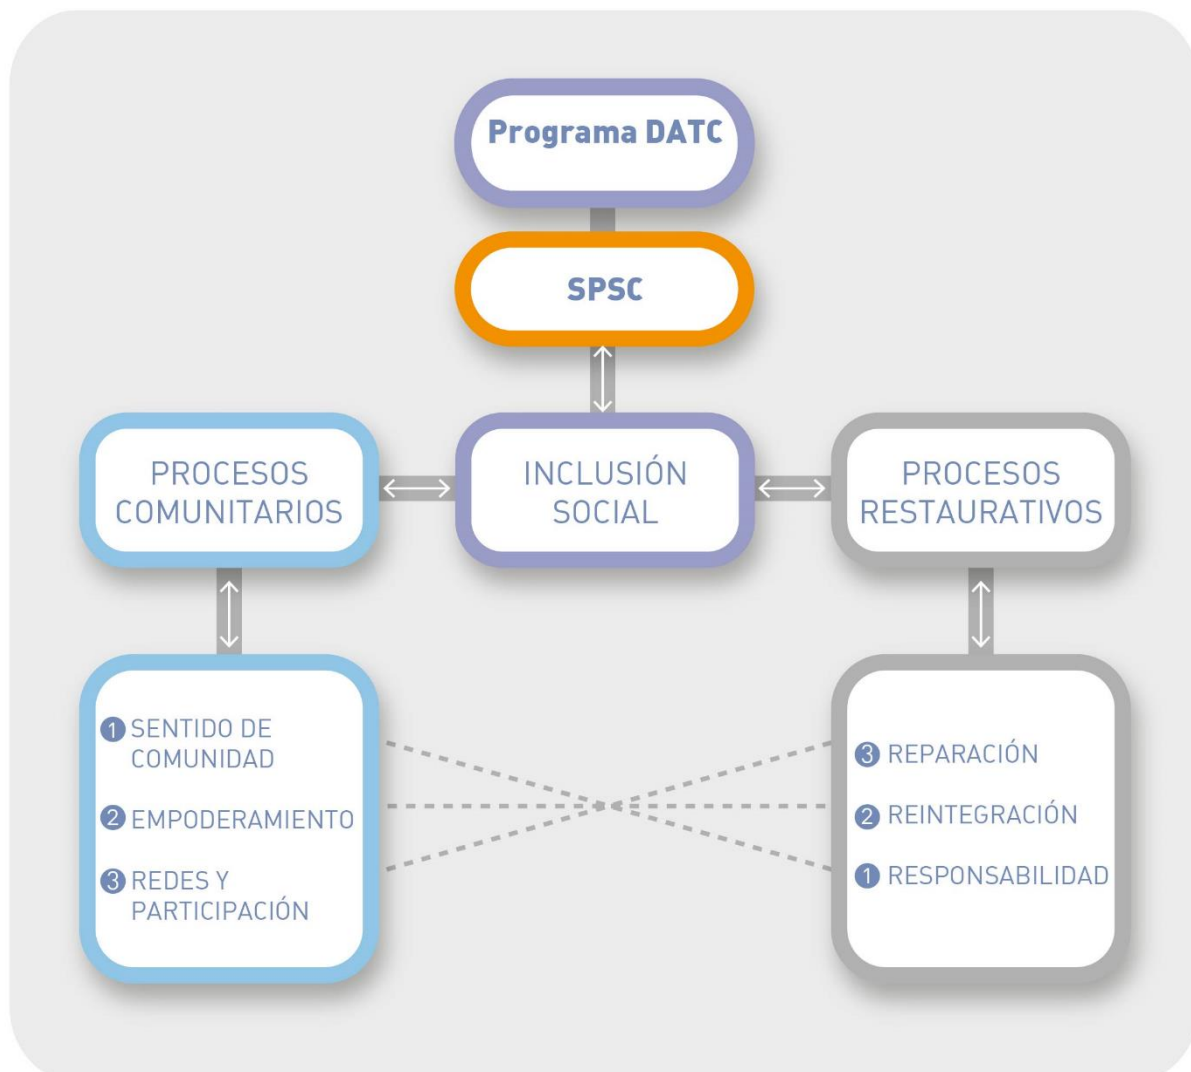 Programa DATC
SPSC
PROCESOS
COMUNITARIOS
INCLUSIÓN
SOCIAL
PROCESOS
RESTAURATIVOS
1 SENTIDO DE
COMUNIDAD
2 EMPODERAMIENTO
3 REDES Y
PARTICIPACIÓN
3 REPARACIÓN
2 REINTEGRACIÓN
1 RESPONSABILIDAD